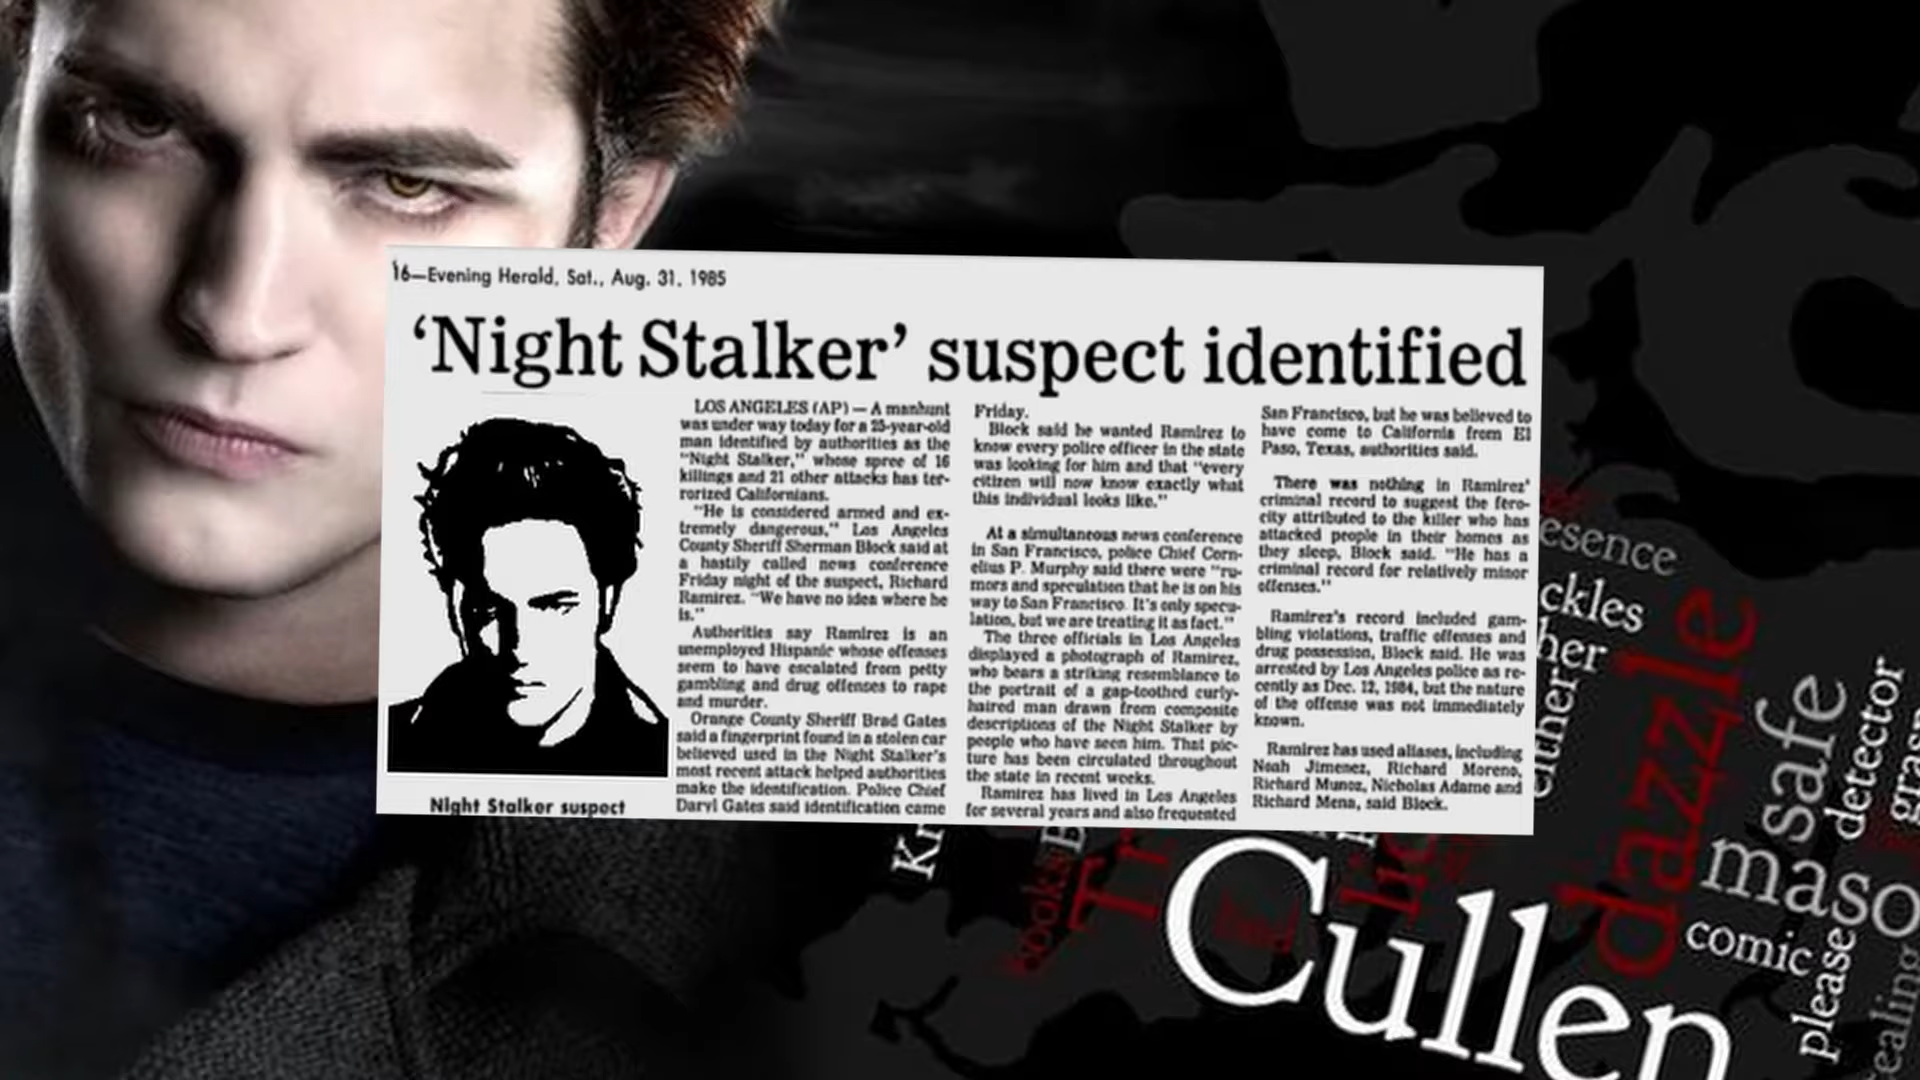 16—Evening Herald, Sat., Aug. 31, 1985
‘Night Stalker’ suspect identified
LOS ANGELES (AP) — A manhunt
was under way today for a 25-year-old
man identified by authorities as the
“Night Stalker,” whose spree of 16
killings and 21 other attacks has ter-
rorized Californians.
“He is considered armed and ex-
tremely dangerous,” Los Angeles
County Sheriff Sherman Block said at
a hastily called news conference
Friday night of the suspect, Richard
Ramirez. “We have no idea where he
is.”
Authorities say Ramirez is an
unemployed Hispanic whose offenses
seem to have escalated from petty
gambling and drug offenses to rape
and murder.
Orange County Sheriff Brad Gates
said a fingerprint found in a stolen car
believed used in the Night Stalker’s
most recent attack helped authorities
make the identification. Police Chief
Daryl Gates said identification came
Friday.
Block said he wanted Ramirez to
know every police officer in the state
was looking for him and that “every
citizen will now know exactly what
this individual looks like.”
At a simultaneous news conference
in San Francisco, police Chief Corn-
elius P. Murphy said there were “ru-
mors and speculation that he is on his
way to San Francisco. It’s only specu-
lation, but we are treating it as fact.”
The three officials in Los Angeles
displayed a photograph of Ramirez,
who bears a striking resemblance to
the portrait of a gap-toothed curly-
haired man drawn from composite
descriptions of the Night Stalker by
people who have seen him. That pic-
ture has been circulated throughout
the state in recent weeks.
Ramirez has lived in Los Angeles
for several years and also frequented
San Francisco, but he was believed to
have come to California from El
Paso, Texas, authorities said.
There was nothing in Ramirez’
criminal record to suggest the fero-
city attributed to the killer who has
attacked people in their homes as
they sleep, Block said. “He has a
criminal record for relatively minor
offenses.”
Ramirez’s record included gam-
bling violations, traffic offenses and
drug possession, Block said. He was
arrested by Los Angeles police as re-
cently as Dec. 12, 1984, but the nature
of the offense was not immediately
known.
Ramirez has used aliases, including
Noah Jimenez, Richard Moreno,
Richard Munoz, Nicholas Adame and
Richard Mena, said Block.
Night Stalker suspect
esence
ckles
her
dazzle
safe
detector
grasp
maso
comic
please
ealing
Cullen